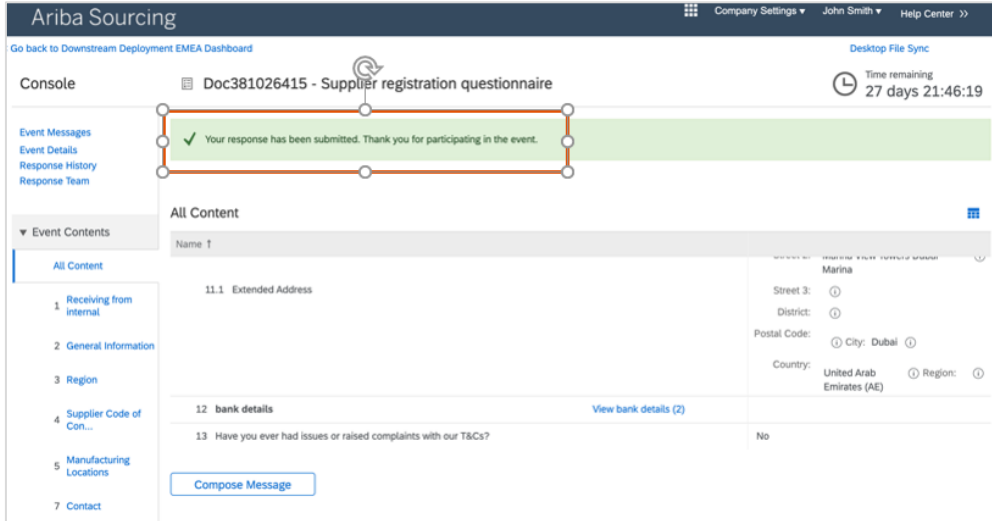 Ariba Sourcing
Company Settings ▾ John Smith ▾ Help Center >>
Go back to Downstream Deployment EMEA Dashboard
Desktop File Sync
Console
Doc381026415 - Supplier registration questionnaire
Time remaining
27 days 21:46:19
Event Messages
Event Details
Response History
Response Team
✓ Your response has been submitted. Thank you for participating in the event.
▼ Event Contents
All Content
1 Receiving from
internal
2 General Information
3 Region
4 Supplier Code of
Con...
5 Manufacturing
Locations
7 Contact
All Content
Name ↑
Marina
11.1 Extended Address
Street 3:
District:
Postal Code:
City: Dubai
Country:
United Arab
Emirates (AE)
Region:
12 bank details
View bank details (2)
13 Have you ever had issues or raised complaints with our T&Cs?
No
Compose Message